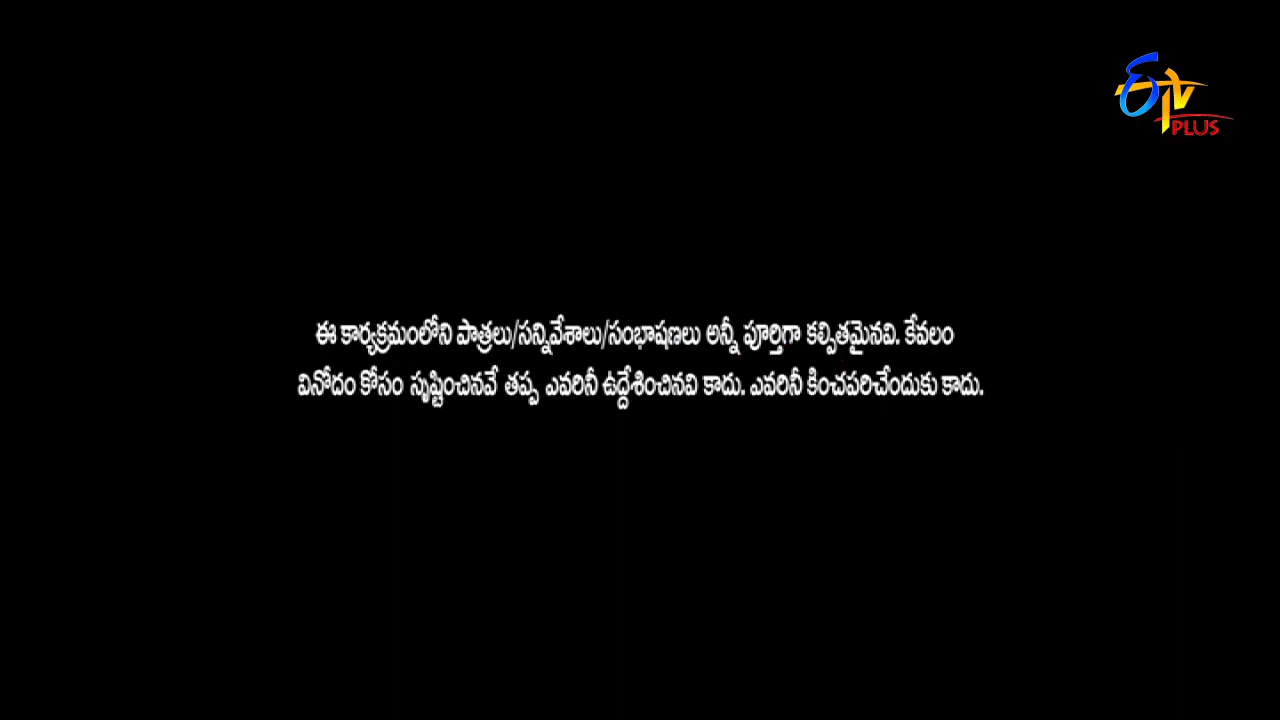 ETV
PLUS
ఈ కార్యక్రమంలోని పాత్రలు/సన్నివేశాలు/సంభాషణలు అన్నీ పూర్తిగా కల్పితమైనవి. కేవలం
వినోదం కోసం సృష్టించినవే తప్ప ఎవరినీ ఉద్దేశించినవి కాదు. ఎవరినీ కించపరిచేందుకు కాదు.